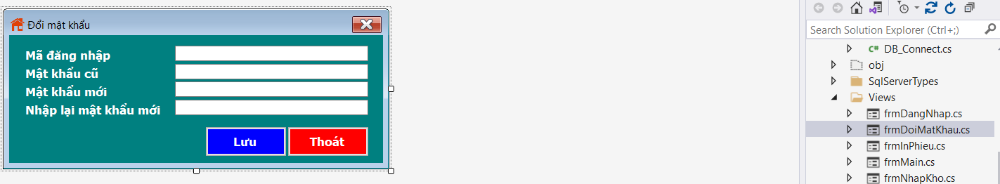 Đổi mật khẩu
Mã đăng nhập
Mật khẩu cũ
Mật khẩu mới
Nhập lại mật khẩu mới
Lưu
Thoát
Search Solution Explorer (Ctrl+;)
C# DB_Connect.cs
obj
SqlServerTypes
Views
frmDangNhap.cs
frmDoiMatKhau.cs
frmInPhieu.cs
frmMain.cs
frmNhapKho.cs